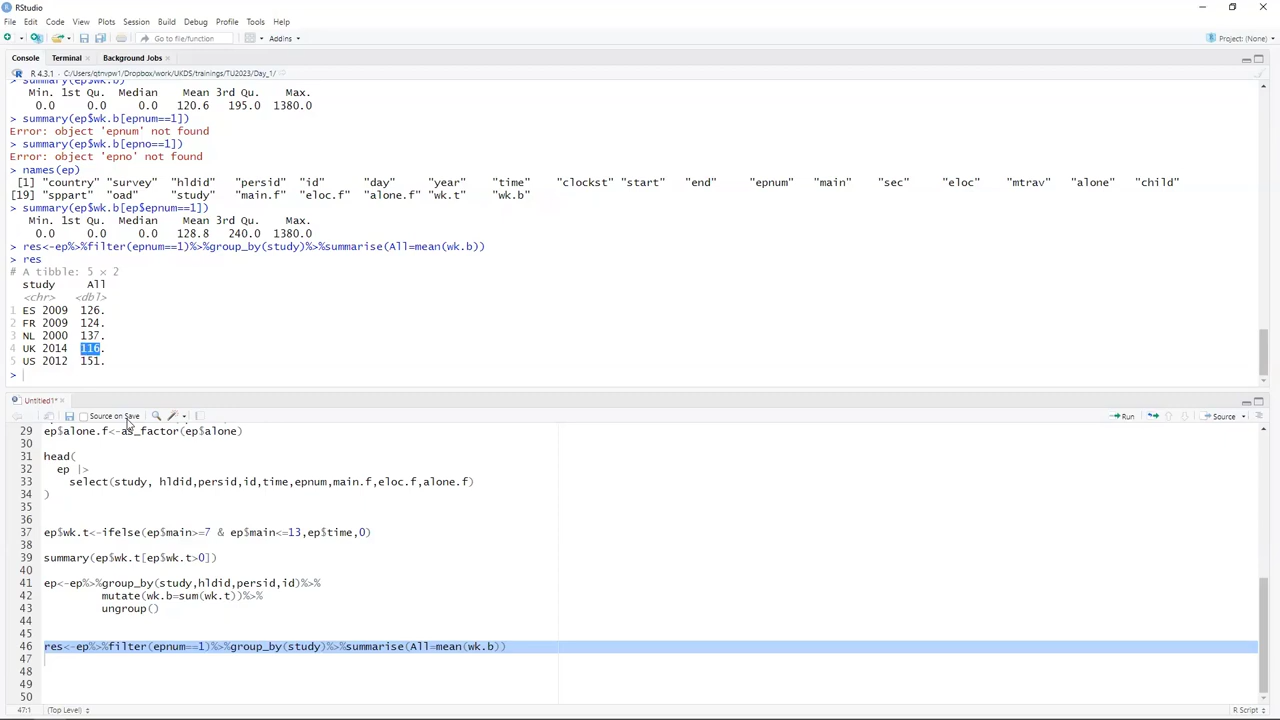 RStudio
File Edit Code View Plots Session Build Debug Profile Tools Help
Go to file/function Addins Project: (None)
Console Terminal Background Jobs
R 4.3.1 · C:/Users/qtnvpw1/Dropbox/work/UKDS/trainings/TU2023/Day_1/
> summary(ep$wk.b)
Min. 1st Qu. Median Mean 3rd Qu. Max.
0.0 0.0 0.0 120.6 195.0 1380.0
> summary(ep$wk.b[epnum==1])
Error: object 'epnum' not found
> summary(ep$wk.b[epno==1])
Error: object 'epno' not found
> names(ep)
[1] "country" "survey" "hldid" "persid" "id" "day" "year" "time" "clockst" "start" "end" "epnum" "main" "sec" "eloc" "mtrav" "alone" "child"
[19] "sppart" "oad" "study" "main.f" "eloc.f" "alone.f" "wk.t" "wk.b"
> summary(ep$wk.b[ep$epnum==1])
Min. 1st Qu. Median Mean 3rd Qu. Max.
0.0 0.0 0.0 128.8 240.0 1380.0
> res<-ep%>%filter(epnum==1)%>%group_by(study)%>%summarise(All=mean(wk.b))
> res
# A tibble: 5 × 2
study All
<chr> <dbl>
1 ES 2009 126.
2 FR 2009 124.
3 NL 2000 137.
4 UK 2014 116.
5 US 2012 151.
>
Untitled1*
Source on Save Run Source
29 ep$alone.f<-as_factor(ep$alone)
30
31 head(
32 ep |>
33 select(study, hldid,persid,id,time,epnum,main.f,eloc.f,alone.f)
34 )
35
36
37 ep$wk.t<-ifelse(ep$main>=7 & ep$main<=13,ep$time,0)
38
39 summary(ep$wk.t[ep$wk.t>0])
40
41 ep<-ep%>%group_by(study,hldid,persid,id)%>%
42 mutate(wk.b=sum(wk.t))%>%
43 ungroup()
44
45
46 res<-ep%>%filter(epnum==1)%>%group_by(study)%>%summarise(All=mean(wk.b))
47
48
49
50
47:1 (Top Level) R Script